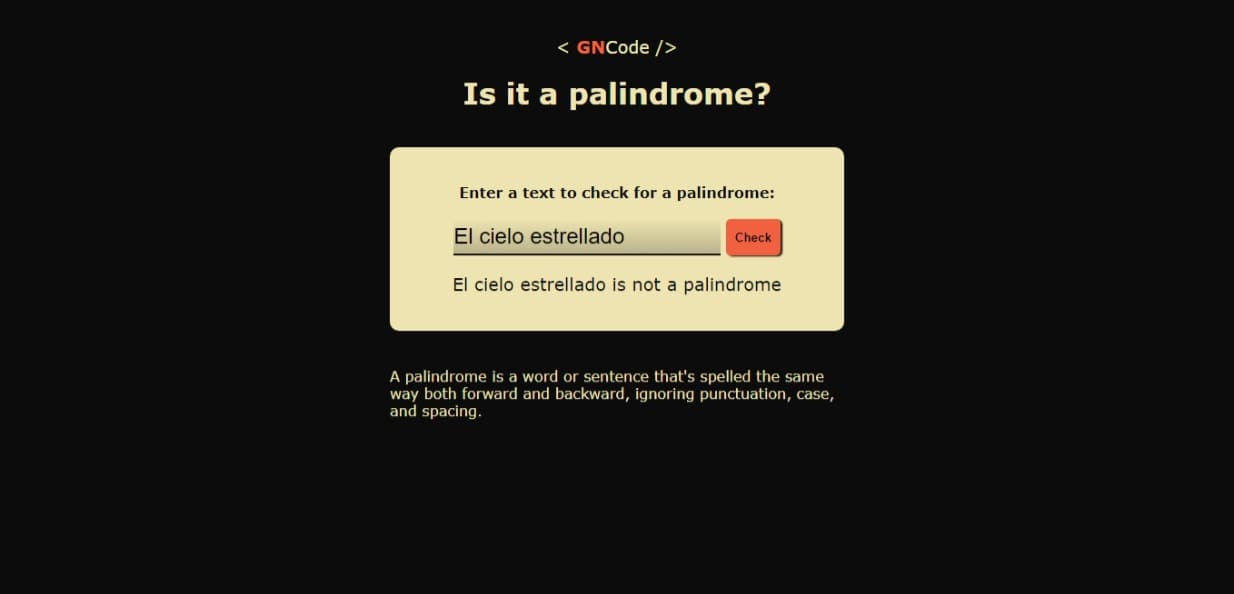 < GNCode />
Is it a palindrome?
Enter a text to check for a palindrome:
El cielo estrellado
Check
El cielo estrellado is not a palindrome
A palindrome is a word or sentence that's spelled the same
way both forward and backward, ignoring punctuation, case,
and spacing.